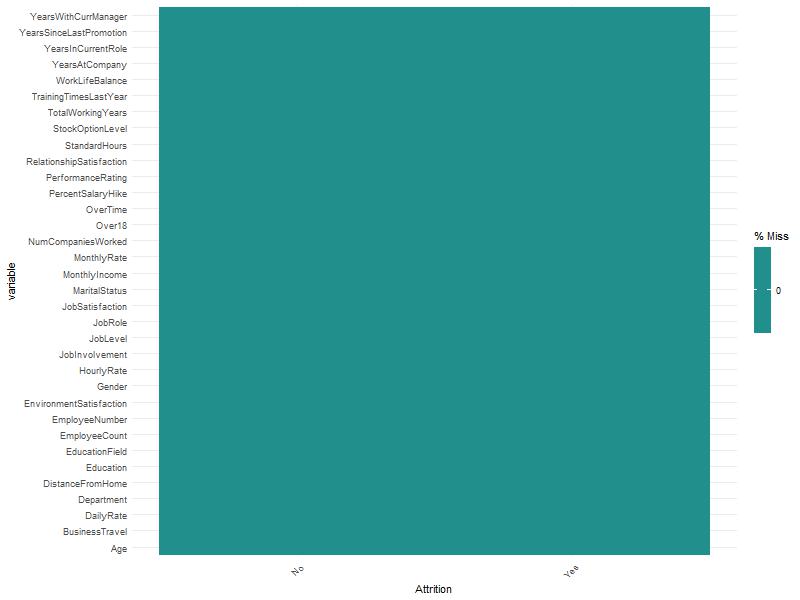 YearsWithCurrManager
YearsSinceLastPromotion
YearsInCurrentRole
YearsAtCompany
WorkLifeBalance
TrainingTimesLastYear
TotalWorkingYears
StockOptionLevel
StandardHours
RelationshipSatisfaction
PerformanceRating
PercentSalaryHike
OverTime
Over18
NumCompaniesWorked
MonthlyRate
MonthlyIncome
MaritalStatus
JobSatisfaction
JobRole
JobLevel
JobInvolvement
HourlyRate
Gender
EnvironmentSatisfaction
EmployeeNumber
EmployeeCount
EducationField
Education
DistanceFromHome
Department
DailyRate
BusinessTravel
Age
variable
No
Yes
Attrition
% Miss
0